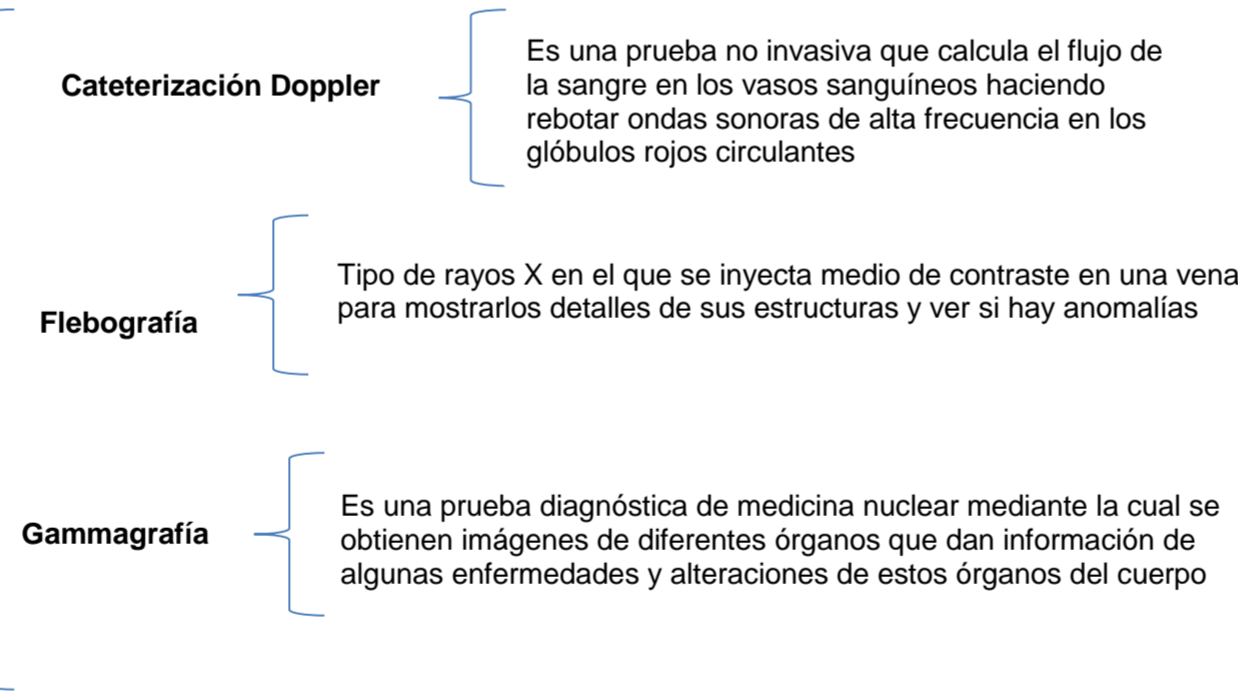 Cateterización Doppler
Es una prueba no invasiva que calcula el flujo de
la sangre en los vasos sanguíneos haciendo
rebotar ondas sonoras de alta frecuencia en los
glóbulos rojos circulantes
Flebografía
Tipo de rayos X en el que se inyecta medio de contraste en una vena
para mostrarlos detalles de sus estructuras y ver si hay anomalías
Gammagrafía
Es una prueba diagnóstica de medicina nuclear mediante la cual se
obtienen imágenes de diferentes órganos que dan información de
algunas enfermedades y alteraciones de estos órganos del cuerpo